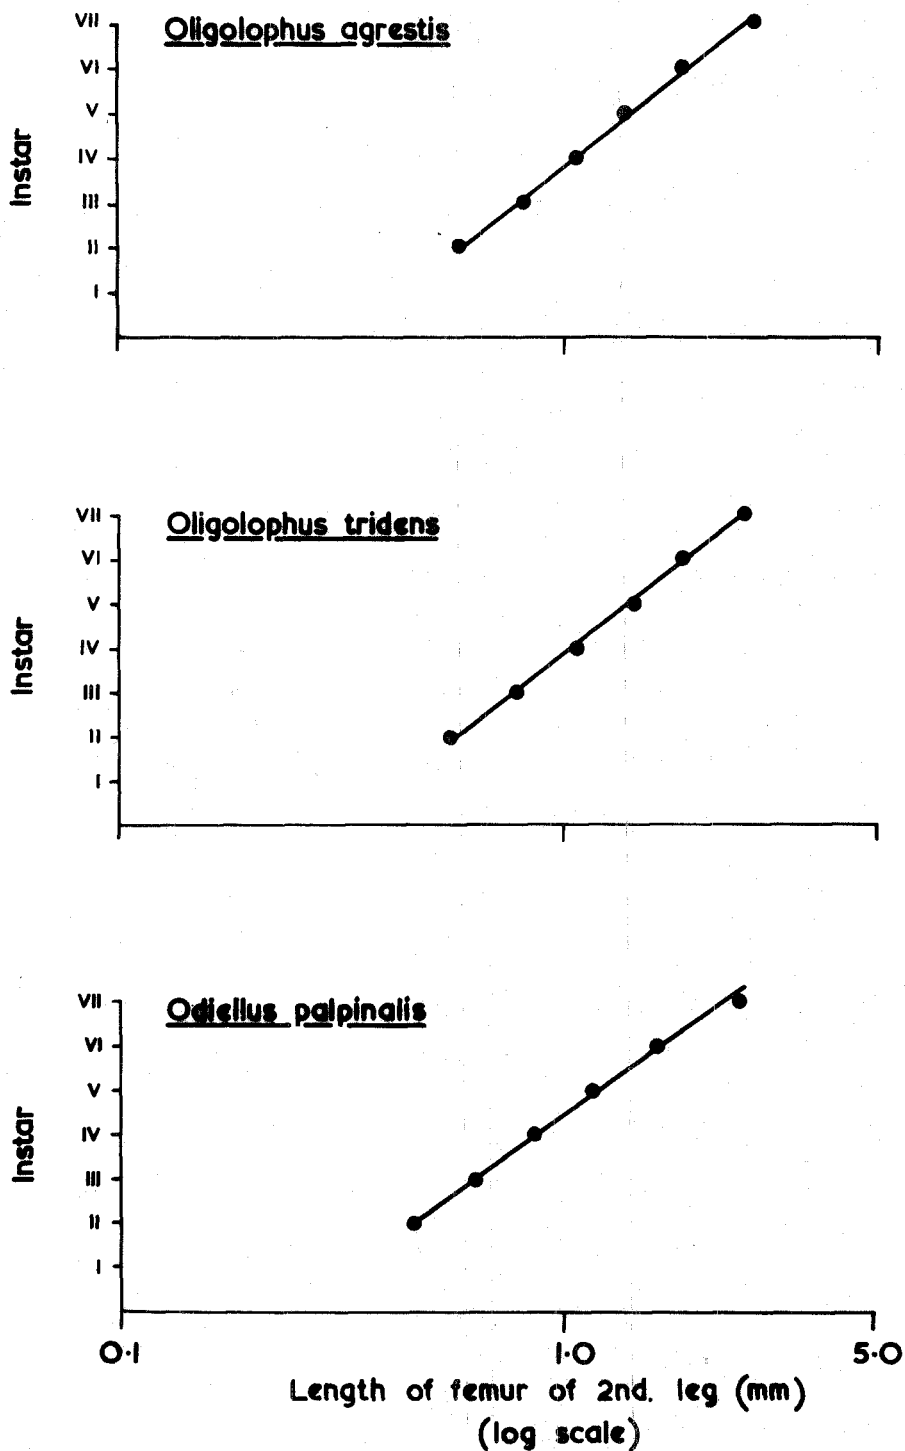 Oligolophus agrestis
VII
VI
V
IV
III
II
I
Instar
Oligolophus tridens
VII
VI
V
IV
III
II
I
Instar
Odiellus palpinalis
VII
VI
V
IV
III
II
I
Instar
0·1
1·0
5·0
Length of femur of 2nd. leg (mm)
(log scale)